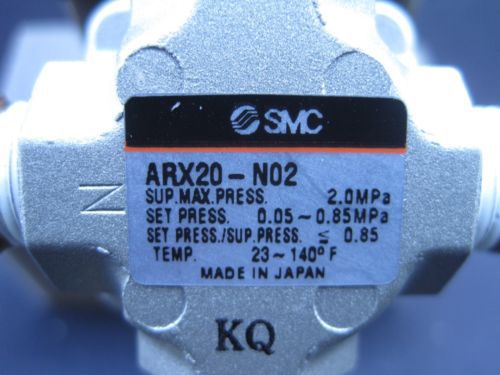 SMC
ARX20-N02
SUP.MAX.PRESS. 2.0MPa
SET PRESS. 0.05~0.85MPa
SET PRESS./SUP.PRESS. ≤ 0.85
TEMP. 23~140°F
MADE IN JAPAN
IN
KQ